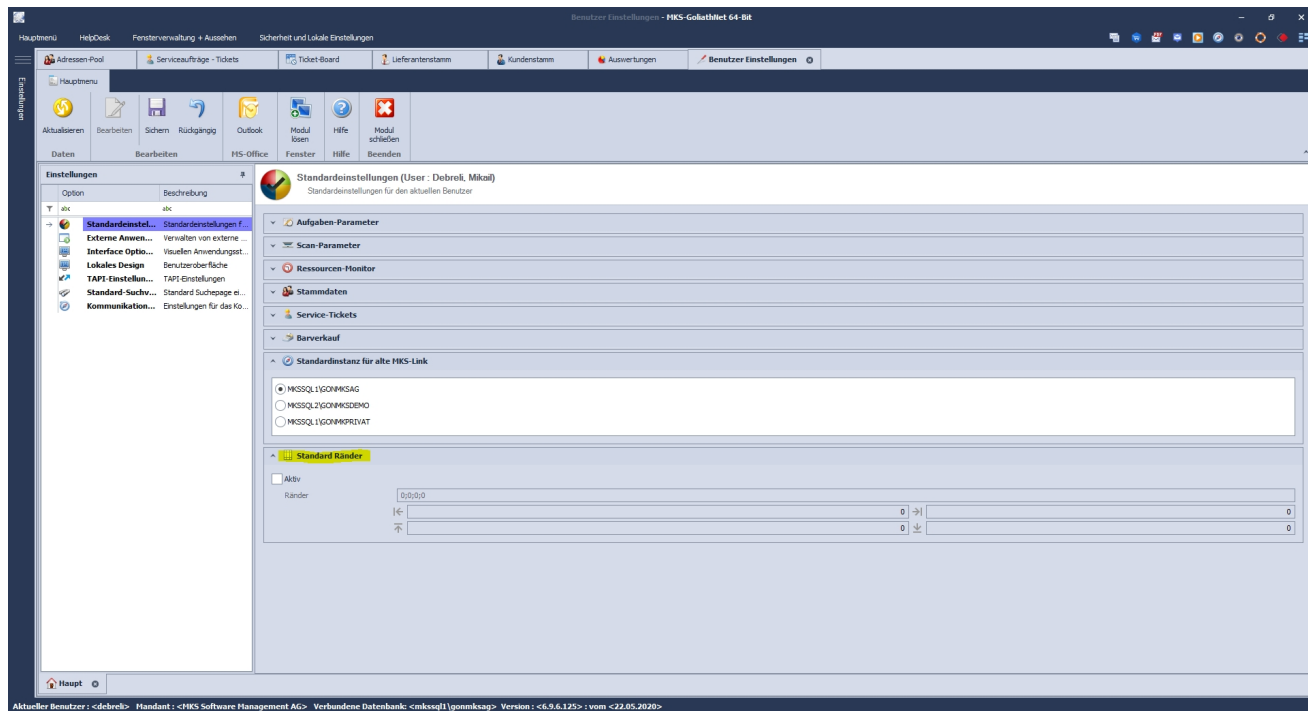 Benutzer Einstellungen - MKS-GoliathNet 64-Bit
Hauptmenü HelpDesk Fensterverwaltung + Aussehen Sicherheit und Lokale Einstellungen
Adressen-Pool Serviceaufträge - Tickets Ticket-Board Lieferantenstamm Kundenstamm Auswertungen Benutzer Einstellungen
Einstellungen
Hauptmenu
Aktualisieren Bearbeiten Sichern Rückgängig Outlook Modul lösen Hilfe Modul schließen
Daten Bearbeiten MS-Office Fenster Hilfe Beenden
Einstellungen
Option Beschreibung
abc abc
Standardeinstel... Standardeinstellungen f...
Externe Anwen... Verwalten von externe ...
Interface Optio... Visuellen Anwendungsst...
Lokales Design Benutzeroberfläche
TAPI-Einstellun... TAPI-Einstellungen
Standard-Suchv... Standard Suchepage ei...
Kommunikation... Einstellungen für das Ko...
Standardeinstellungen (User : Debreli, Mikail)
Standardeinstellungen für den aktuellen Benutzer
Aufgaben-Parameter
Scan-Parameter
Ressourcen-Monitor
Stammdaten
Service-Tickets
Barverkauf
Standardinstanz für alte MKS-Link
MKSSQL1\GONMKSAG
MKSSQL2\GONMKSDEMO
MKSSQL1\GONMKPRIVAT
Standard Ränder
Aktiv
Ränder 0;0;0;0
0 0
0 0
Haupt
Aktueller Benutzer : <debreli> Mandant : <MKS Software Management AG> Verbundene Datenbank: <mkssql1\gonmksag> Version : <6.9.6.125> : vom <22.05.2020>